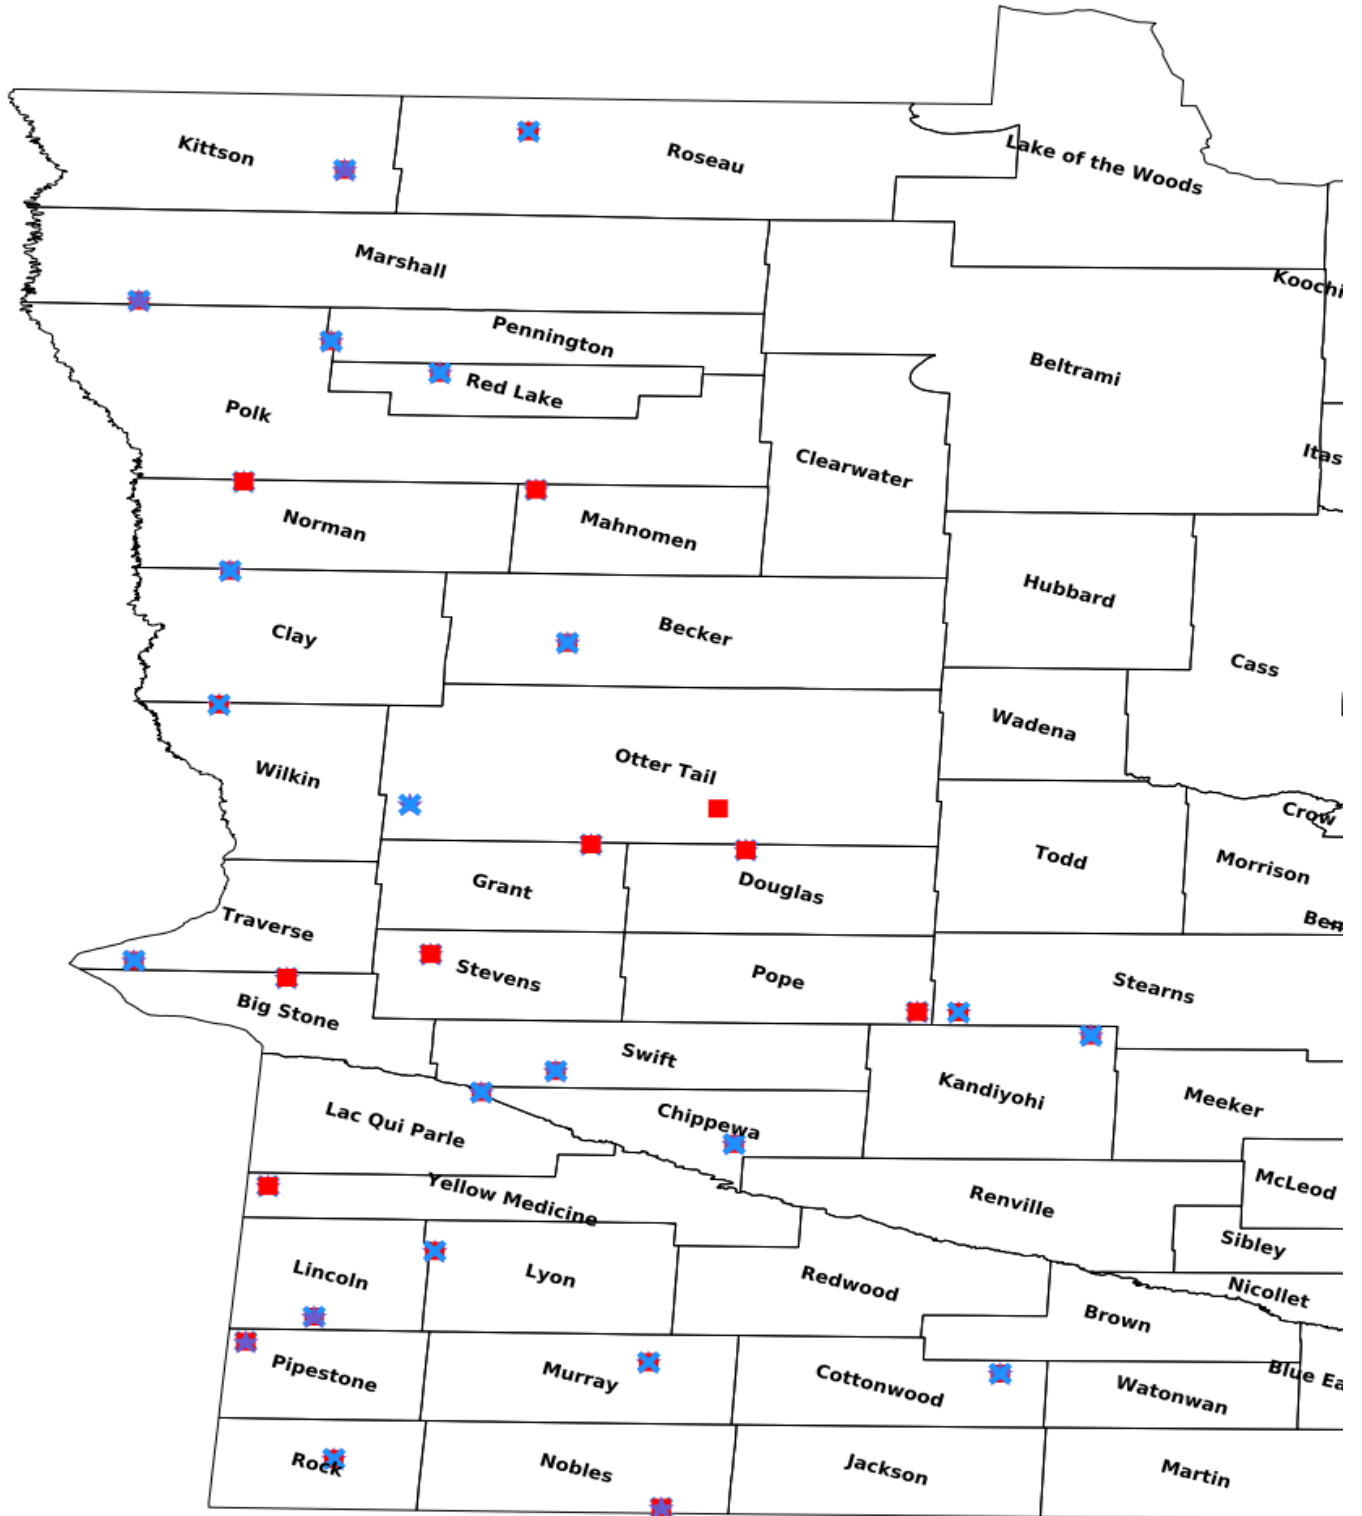 Kittson
Roseau
Lake of the Woods
Marshall
Koochi
Pennington
Beltrami
Red Lake
Polk
Clearwater
Itas
Norman
Mahnomen
Hubbard
Clay
Becker
Cass
Wadena
Otter Tail
Wilkin
Crow
Todd
Morrison
Grant
Douglas
Ben
Traverse
Stevens
Pope
Stearns
Big Stone
Swift
Kandiyohi
Meeker
Lac Qui Parle
Chippewa
McLeod
Yellow Medicine
Renville
Sibley
Lincoln
Lyon
Redwood
Nicollet
Brown
Pipestone
Murray
Cottonwood
Watonwan
Blue Ea
Rock
Nobles
Jackson
Martin